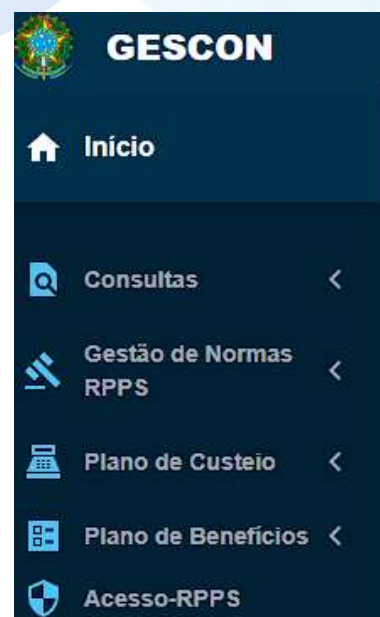 GESCON
Início
Consultas
Gestão de Normas
RPPS
Plano de Custeio
Plano de Benefícios
Acesso-RPPS